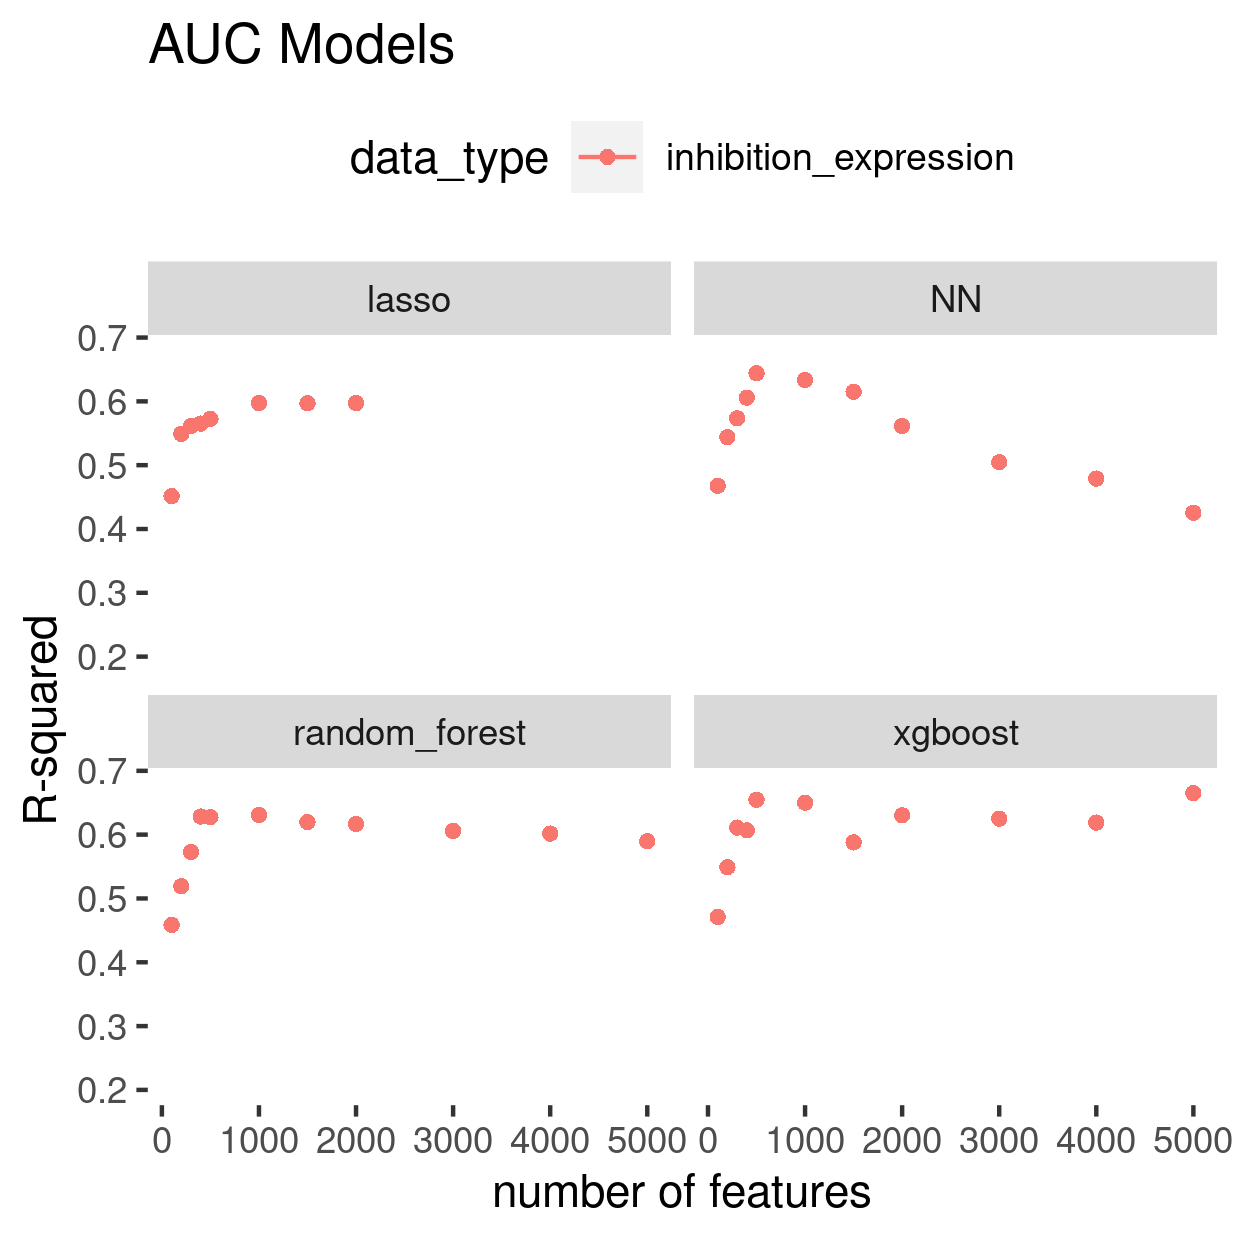 AUC Models
data_type inhibition_expression
lasso NN
0.7
0.6
0.5
0.4
0.3
0.2
R-squared
random_forest xgboost
0.7
0.6
0.5
0.4
0.3
0.2
0 1000 2000 3000 4000 5000 0 1000 2000 3000 4000 5000
number of features